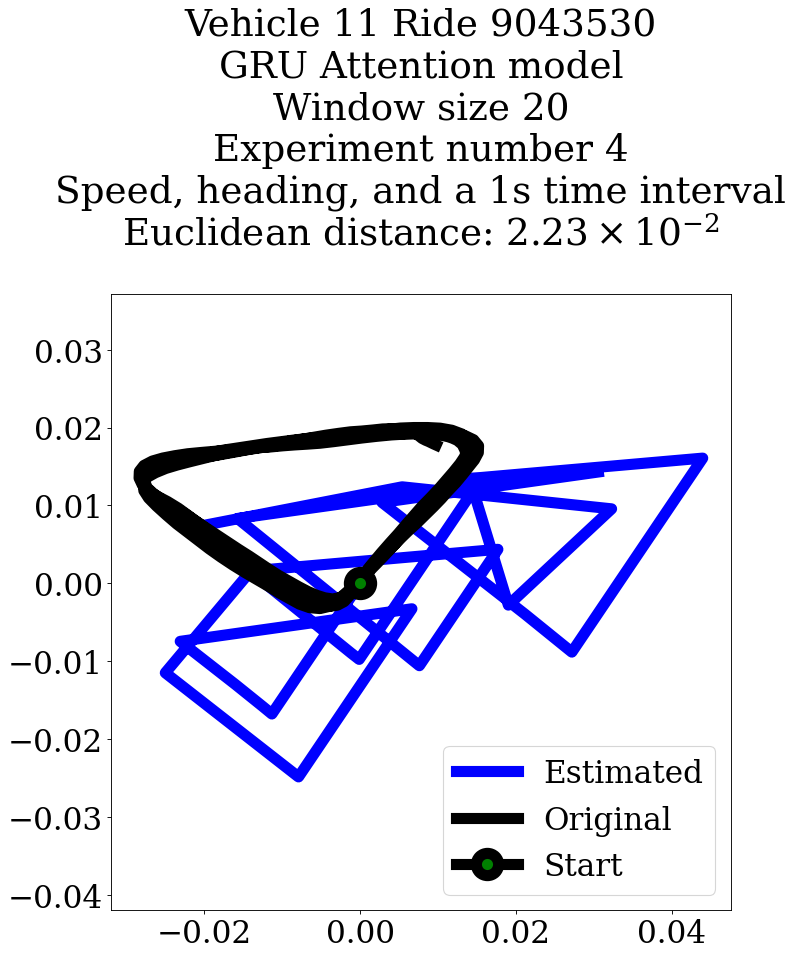 Vehicle 11 Ride 9043530
GRU Attention model
Window size 20
Experiment number 4
Speed, heading, and a 1s time interval
Euclidean distance: 2.23 × 10⁻²
0.03
0.02
0.01
0.00
−0.01
−0.02
−0.03
−0.04
Estimated
Original
Start
−0.02 0.00 0.02 0.04